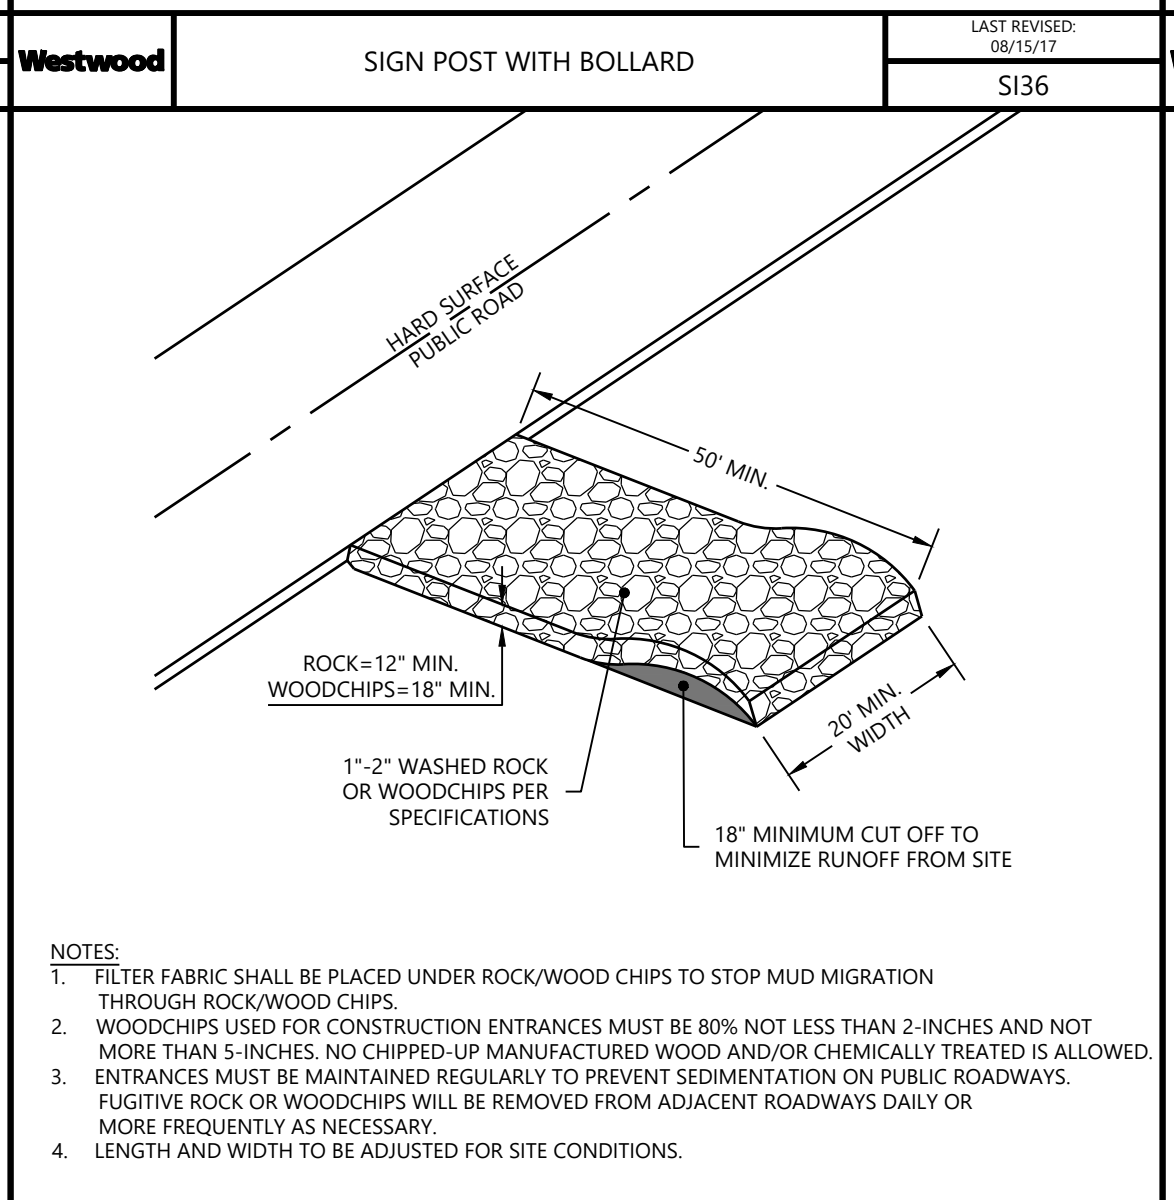 Westwood
SIGN POST WITH BOLLARD
LAST REVISED:
08/15/17
SI36
HARD SURFACE
PUBLIC ROAD
50' MIN.
ROCK=12" MIN.
WOODCHIPS=18" MIN.
20' MIN.
WIDTH
1"-2" WASHED ROCK
OR WOODCHIPS PER
SPECIFICATIONS
18" MINIMUM CUT OFF TO
MINIMIZE RUNOFF FROM SITE
NOTES:
1. FILTER FABRIC SHALL BE PLACED UNDER ROCK/WOOD CHIPS TO STOP MUD MIGRATION
THROUGH ROCK/WOOD CHIPS.
2. WOODCHIPS USED FOR CONSTRUCTION ENTRANCES MUST BE 80% NOT LESS THAN 2-INCHES AND NOT
MORE THAN 5-INCHES. NO CHIPPED-UP MANUFACTURED WOOD AND/OR CHEMICALLY TREATED IS ALLOWED.
3. ENTRANCES MUST BE MAINTAINED REGULARLY TO PREVENT SEDIMENTATION ON PUBLIC ROADWAYS.
FUGITIVE ROCK OR WOODCHIPS WILL BE REMOVED FROM ADJACENT ROADWAYS DAILY OR
MORE FREQUENTLY AS NECESSARY.
4. LENGTH AND WIDTH TO BE ADJUSTED FOR SITE CONDITIONS.